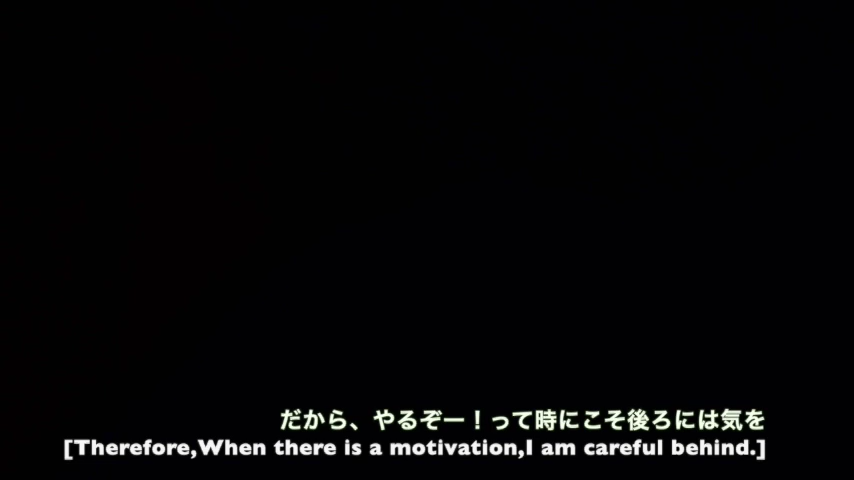 だから、やるぞー！って時にこそ後ろには気を
[Therefore,When there is a motivation,I am careful behind.]